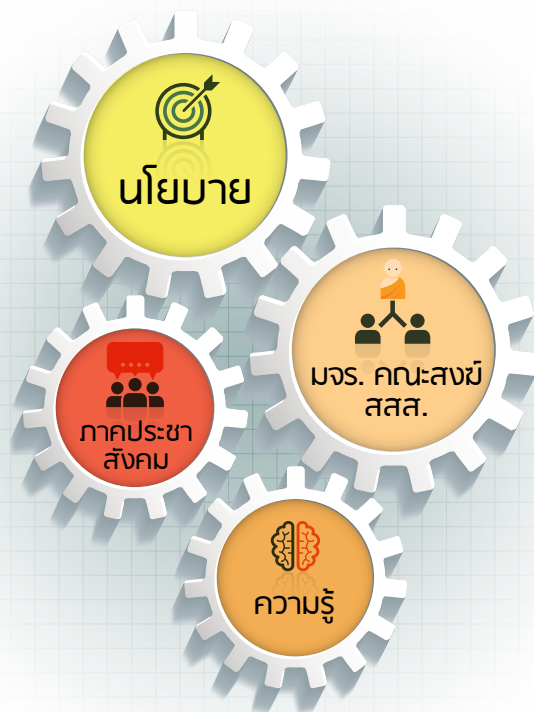 นโยบาย
มจร. คณะสงฆ์
สสส.
ภาคประชา
สังคม
ความรู้